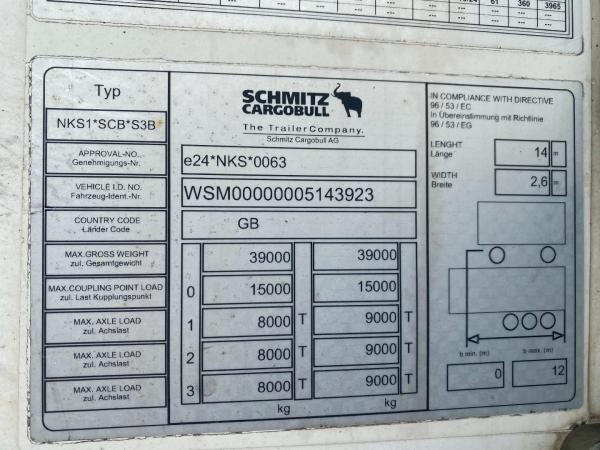 61 360 3965
--- --- --- --- ---
--- --- --- --- ---
Typ
NKS1*SCB*S3B
SCHMITZ
CARGOBULL
The TrailerCompany.
Schmitz Cargobull AG
APPROVAL-NO.
Genehmigungs-Nr.
e24*NKS*0063
VEHICLE I.D. NO.
Fahrzeug-Ident.-Nr.
WSM00000005143923
COUNTRY CODE
Länder Code
GB
MAX.GROSS WEIGHT
zul. Gesamtgewicht
39000 39000
MAX.COUPLING POINT LOAD
zul. Last Kupplungspunkt
0 15000 15000
MAX. AXLE LOAD
zul. Achslast
1 8000 T 9000 T
MAX. AXLE LOAD
zul. Achslast
2 8000 T 9000 T
MAX. AXLE LOAD
zul. Achslast
3 8000 T 9000 T
kg kg
IN COMPLIANCE WITH DIRECTIVE
96 / 53 / EC
In Übereinstimmung mit Richtlinie
96 / 53 / EG
LENGHT
Länge
14 m
WIDTH
Breite
2,6 m
b min. (m) b max. (m)
0 12